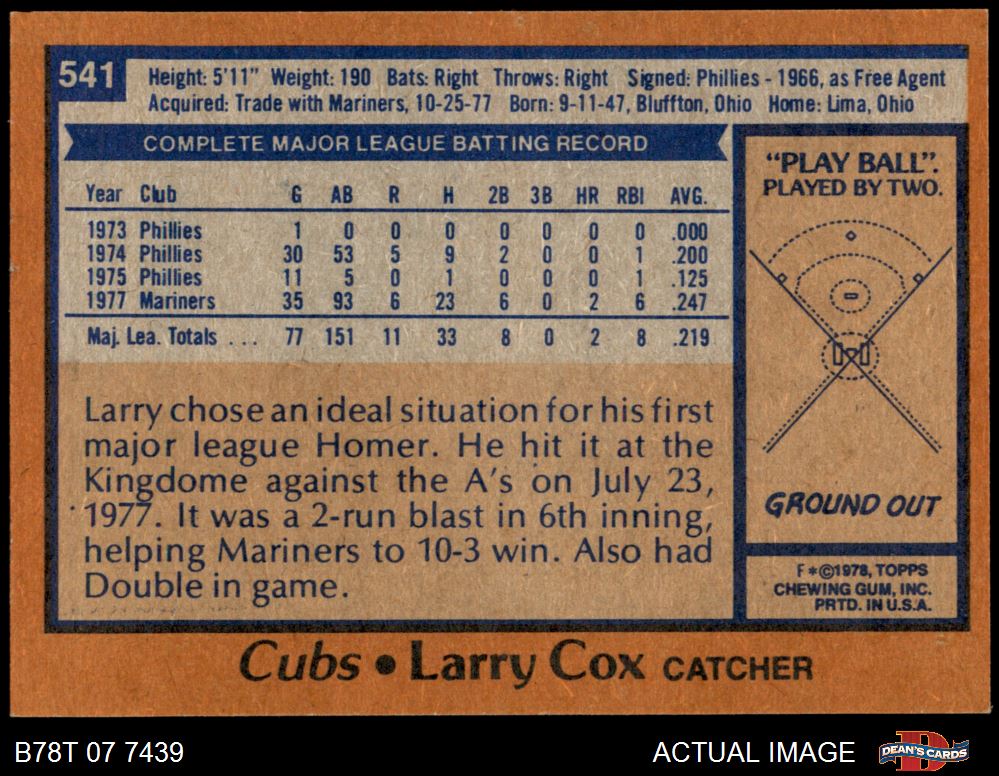 541
Height: 5'11" Weight: 190 Bats: Right Throws: Right Signed: Phillies - 1966, as Free Agent
Acquired: Trade with Mariners, 10-25-77 Born: 9-11-47, Bluffton, Ohio Home: Lima, Ohio
COMPLETE MAJOR LEAGUE BATTING RECORD
Year Club G AB R H 2B 3B HR RBI AVG.
1973 Phillies 1 0 0 0 0 0 0 0 .000
1974 Phillies 30 53 5 9 2 0 0 1 .200
1975 Phillies 11 5 0 1 0 0 0 1 .125
1977 Mariners 35 93 6 23 6 0 2 6 .247
Maj. Lea. Totals . . . 77 151 11 33 8 0 2 8 .219
Larry chose an ideal situation for his first
major league Homer. He hit it at the
Kingdome against the A's on July 23,
1977. It was a 2-run blast in 6th inning,
helping Mariners to 10-3 win. Also had
Double in game.
"PLAY BALL".
PLAYED BY TWO.
GROUND OUT
F*©1978, TOPPS
CHEWING GUM, INC.
PRTD. IN U.S.A.
Cubs • Larry Cox CATCHER
B78T 07 7439
ACTUAL IMAGE
D
DEAN'S CARDS